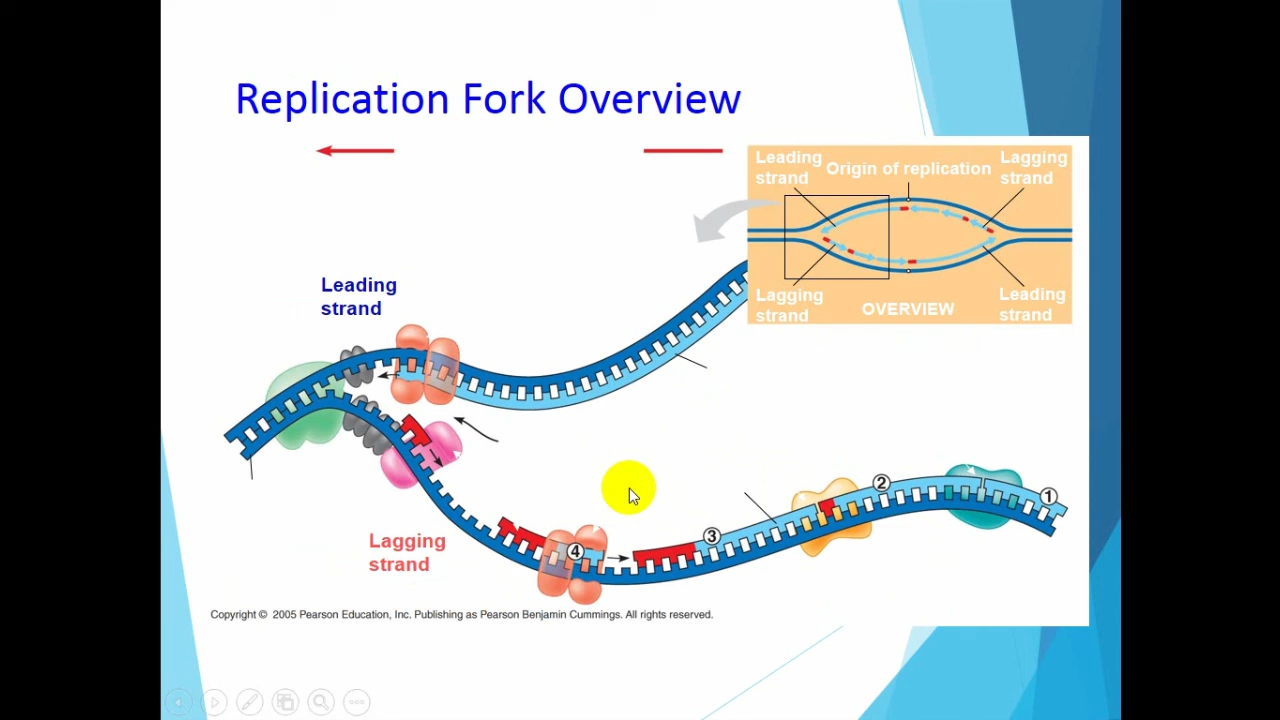 Replication Fork Overview
Leading
strand
Origin of replication
Lagging
strand
Lagging
strand
OVERVIEW
Leading
strand
Leading
strand
1
2
3
4
Lagging
strand
Copyright © 2005 Pearson Education, Inc. Publishing as Pearson Benjamin Cummings. All rights reserved.